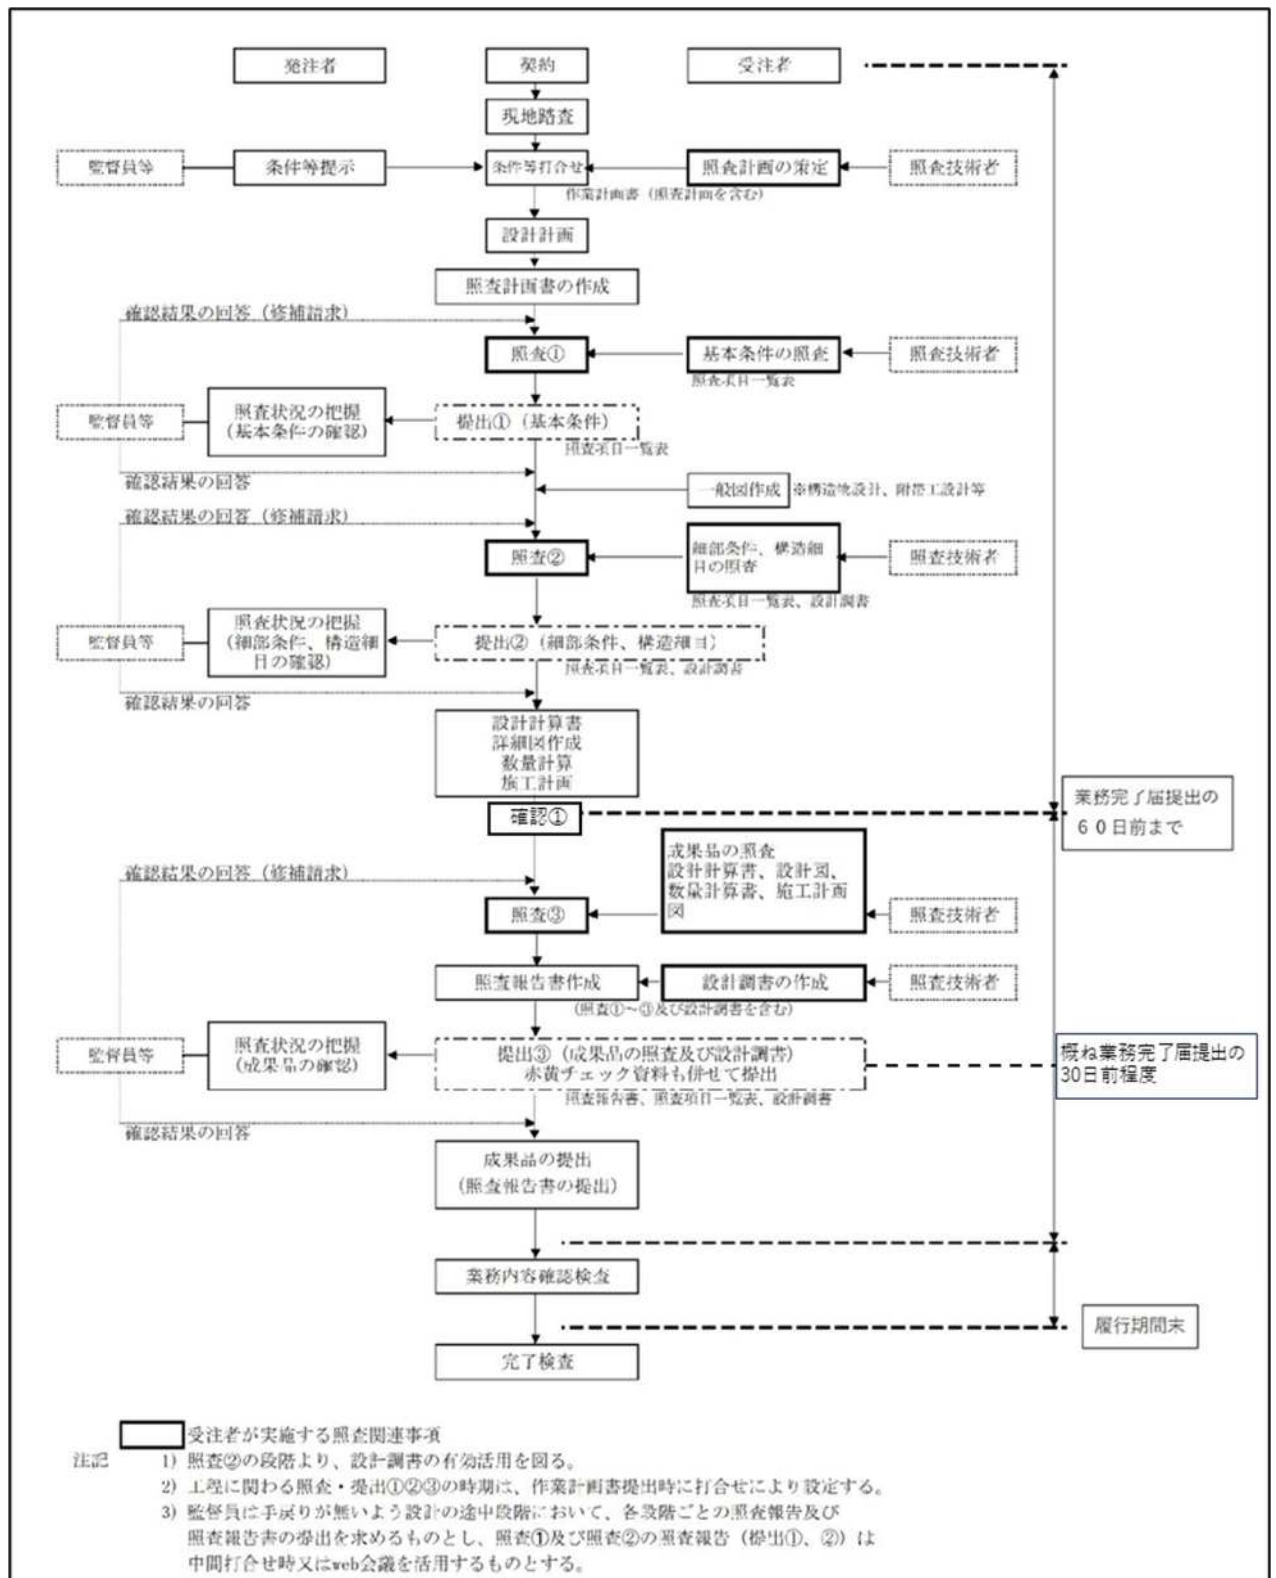 発注者
契約
受注者
現地踏査
監督員等
条件等提示
条件等打合せ
照査計画の策定
照査技術者
作業計画書（照査計画を含む）
設計計画
照査計画書の作成
確認結果の回答（修補請求）
照査①
基本条件の照査
照査技術者
照査項目一覧表
監督員等
照査状況の把握
(基本条件の確認)
提出①（基本条件）
照査項目一覧表
確認結果の回答
一般図作成
※構造物設計、附帯工設計等
確認結果の回答（修補請求）
照査②
細部条件、構造細
目の照査
照査技術者
照査項目一覧表、設計調書
監督員等
照査状況の把握
(細部条件、構造細
目の確認)
提出②（細部条件、構造細目）
照査項目一覧表、設計調書
確認結果の回答
設計計算書
詳細図作成
数量計算
施工計画
確認①
業務完了届提出の
６０日前まで
成果品の照査
設計計算書、設計図、
数量計算書、施工計画
図
確認結果の回答（修補請求）
照査③
照査技術者
照査報告書作成
設計調書の作成
照査技術者
(照査①～③及び設計調書を含む)
監督員等
照査状況の把握
(成果品の確認)
提出③（成果品の照査及び設計調書）
赤黄チェック資料も併せて提出
概ね業務完了届提出の
30日前程度
照査報告書、照査項目一覧表、設計調書
確認結果の回答
成果品の提出
(照査報告書の提出)
業務内容確認検査
履行期間末
完了検査
受注者が実施する照査関連事項
注記 1) 照査②の段階より、設計調書の有効活用を図る。
2) 工程に関わる照査・提出①②③の時期は、作業計画書提出時に打合せにより設定する。
3) 監督員は手戻りが無いよう設計の途中段階において、各段階ごとの照査報告及び
照査報告書の提出を求めるものとし、照査①及び照査②の照査報告（提出①、②）は
中間打合せ時又はweb会議を活用するものとする。